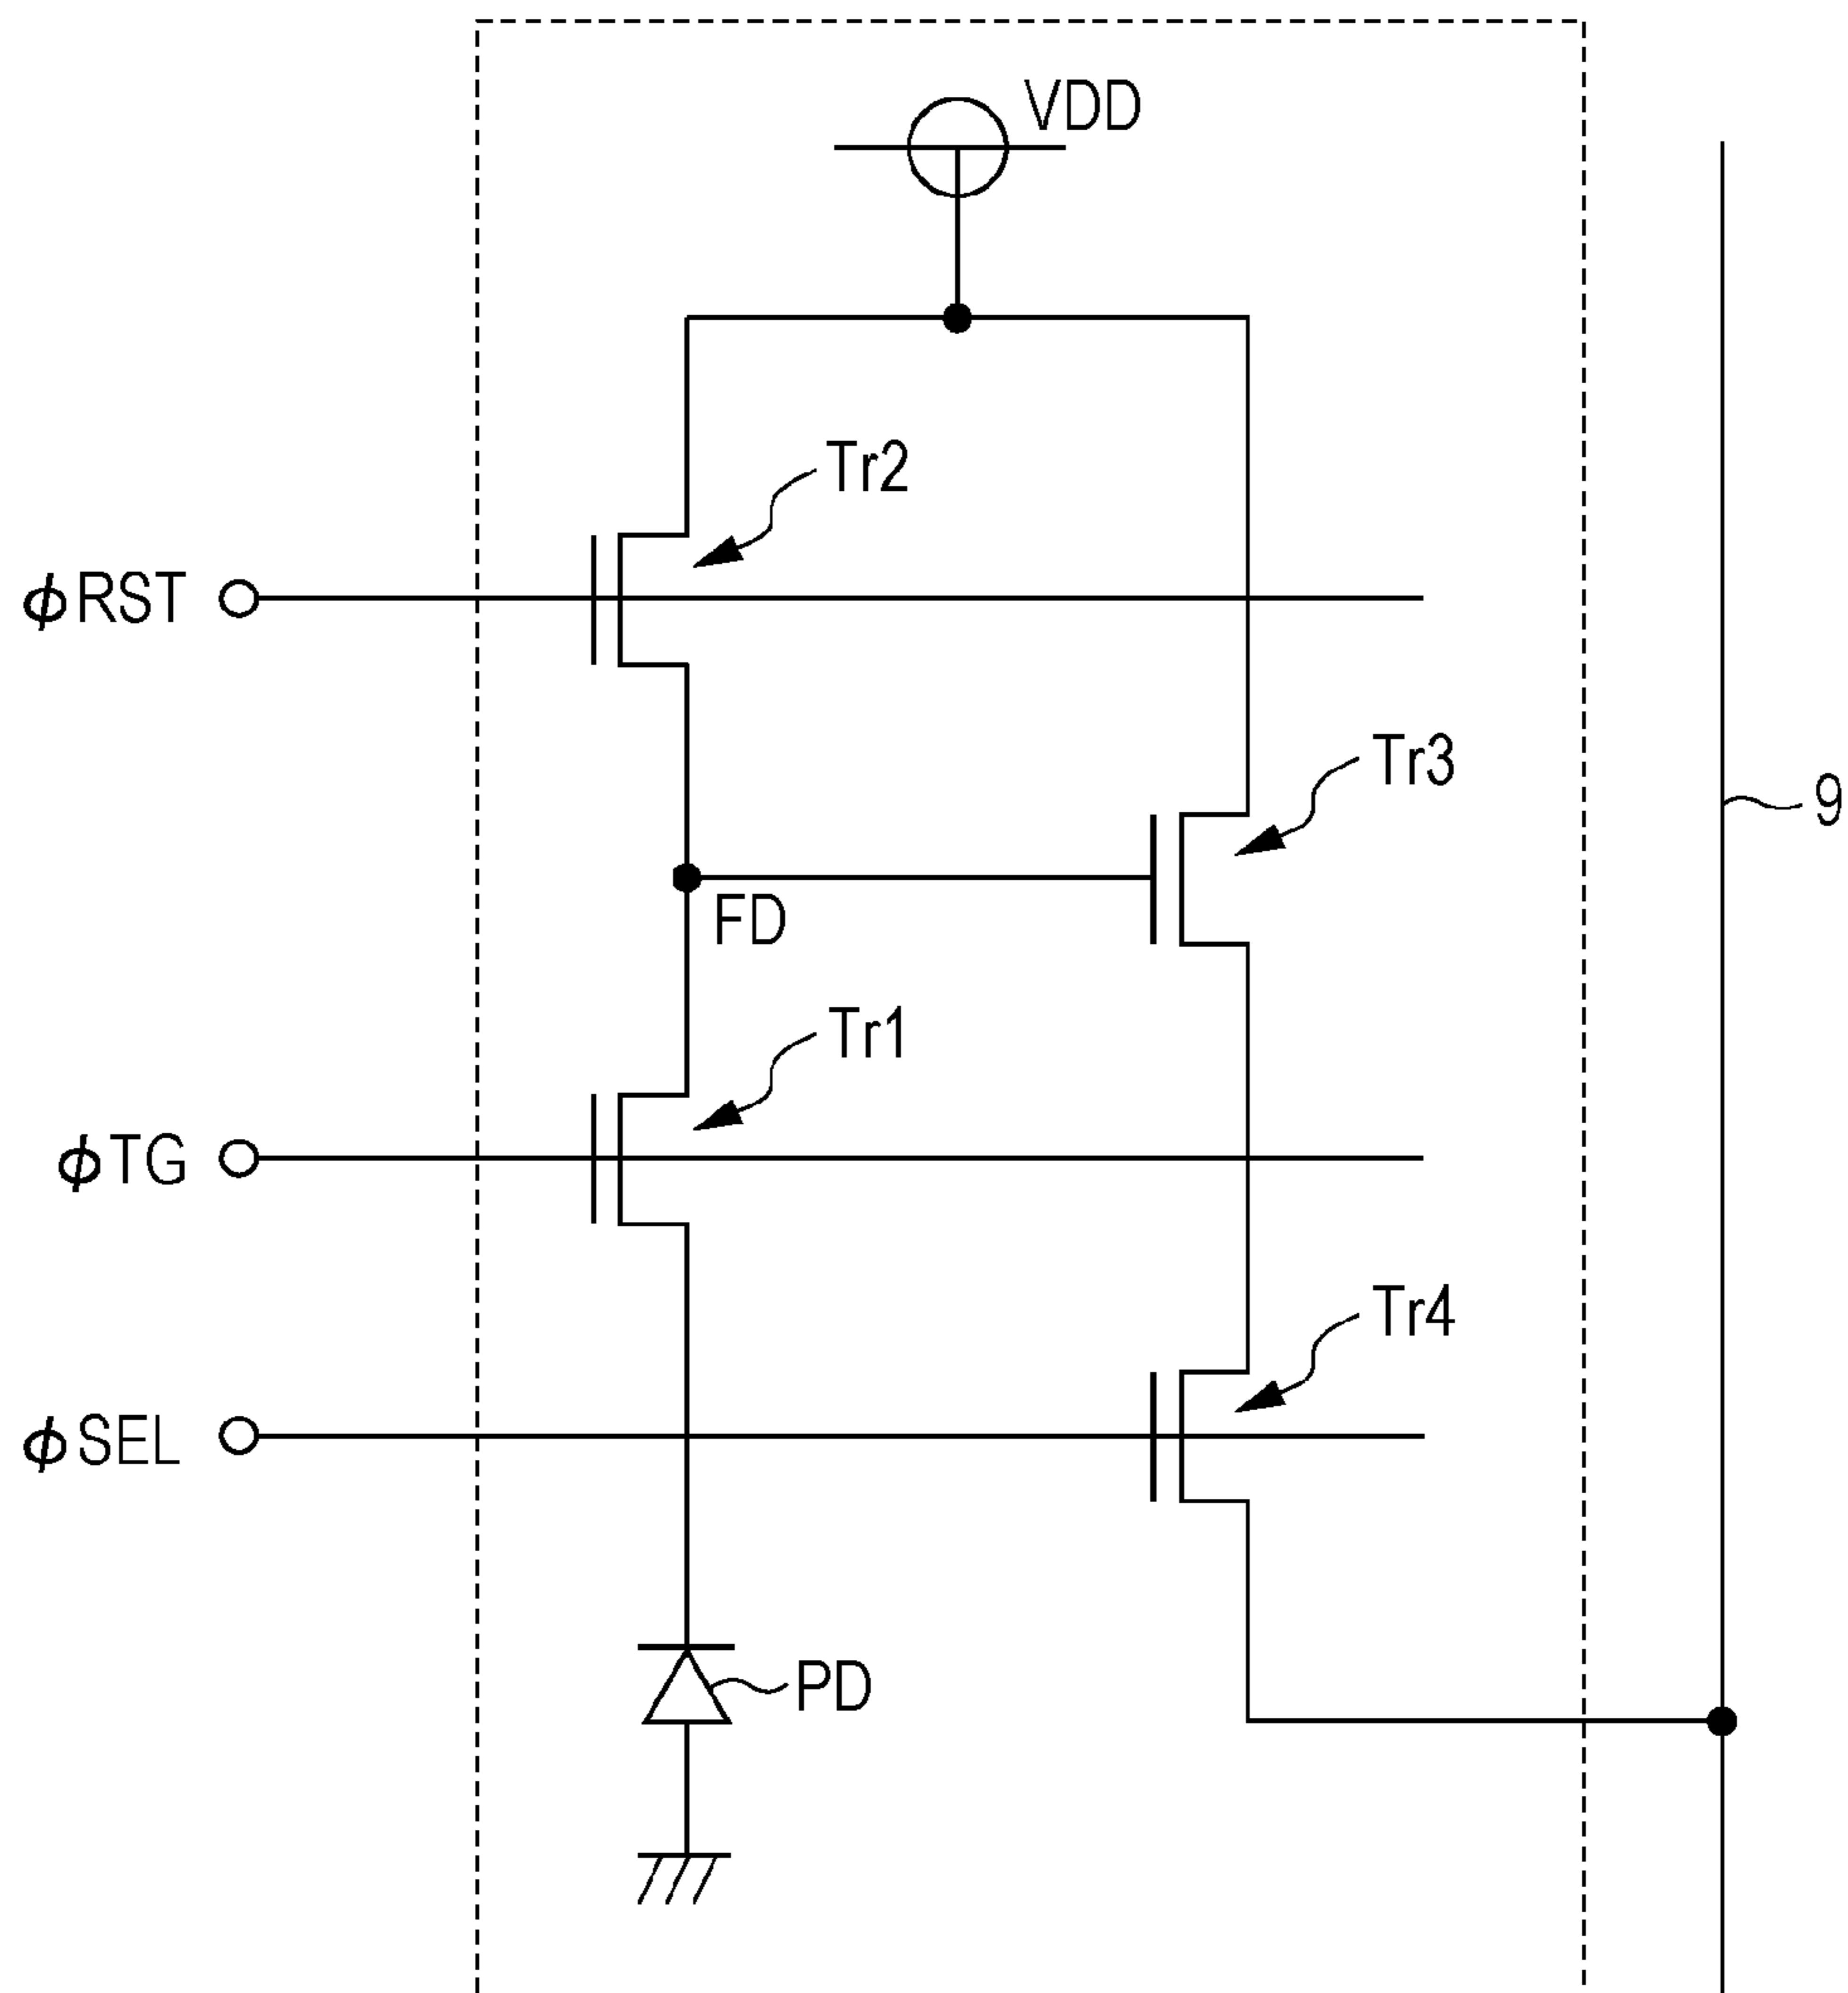 VDD
Tr2
ϕRST
Tr3
9
FD
Tr1
ϕTG
Tr4
ϕSEL
PD